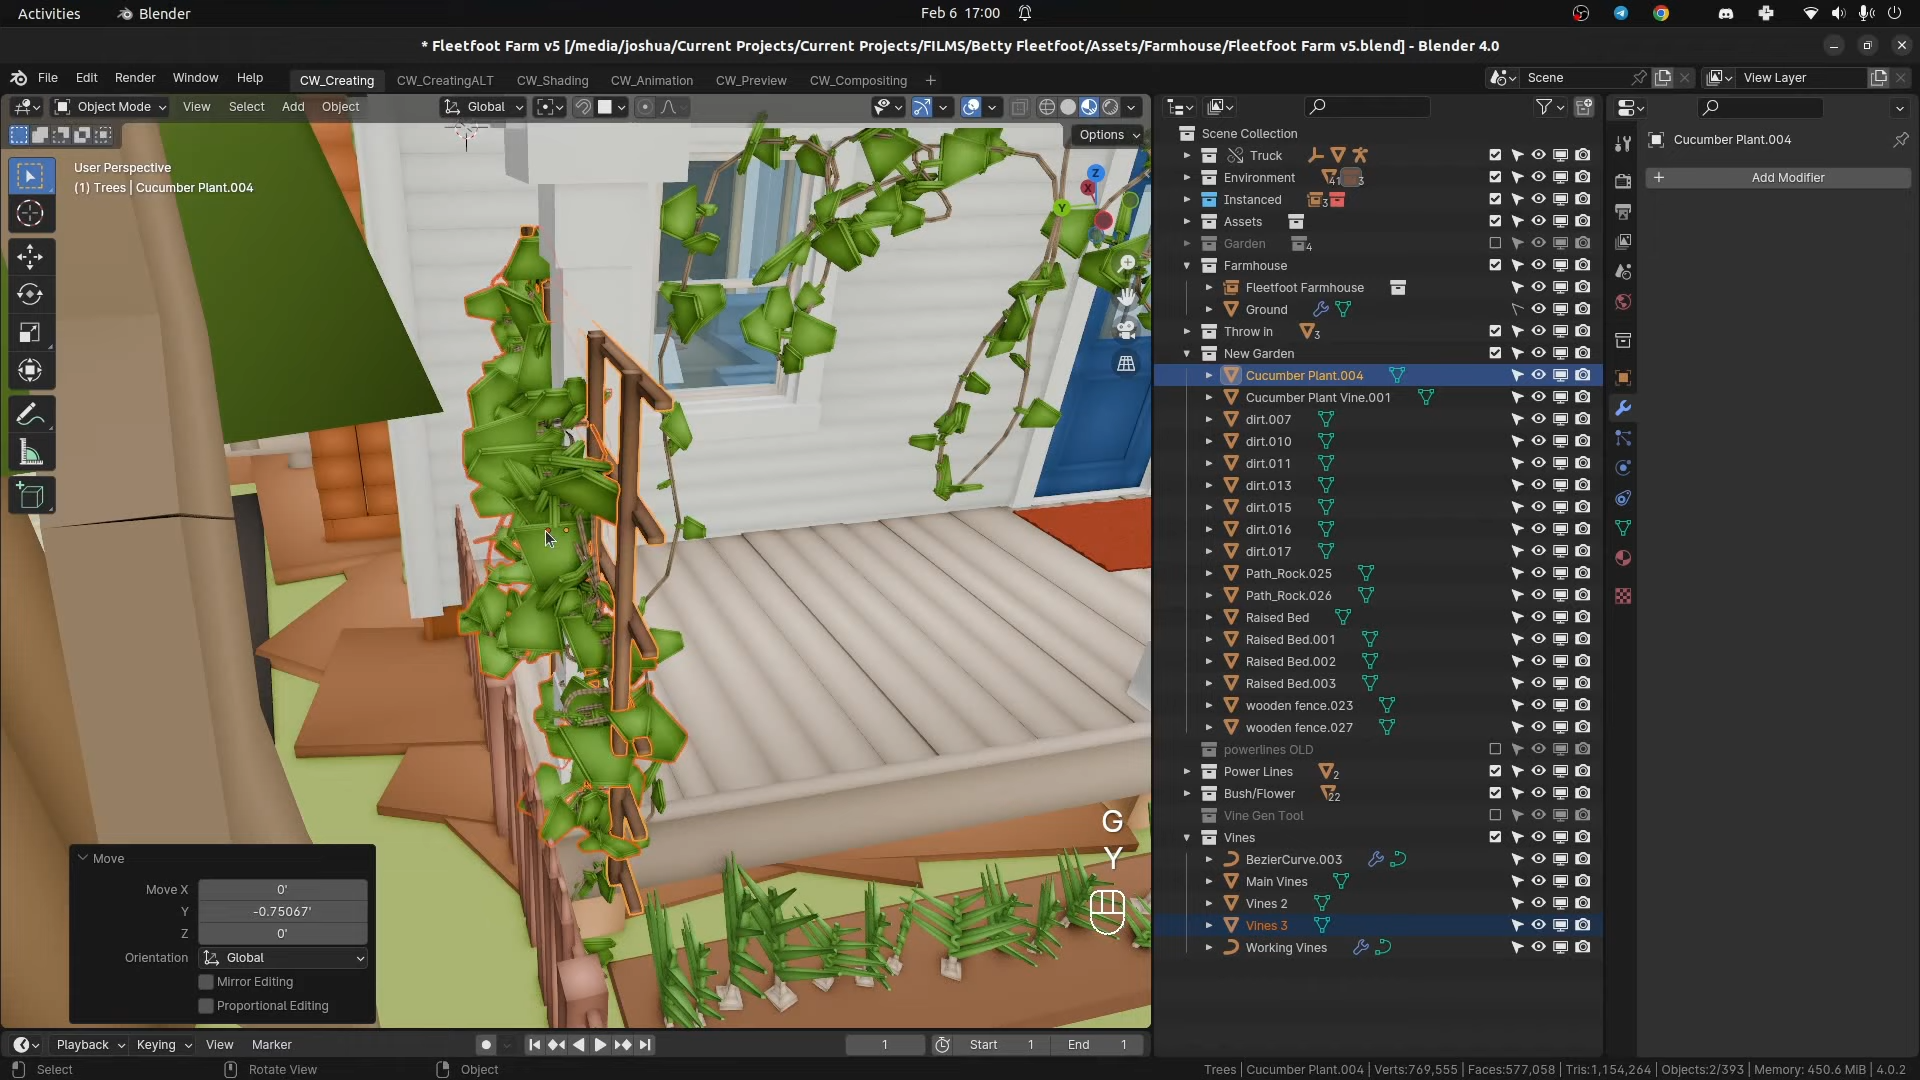 Activities
Blender
Feb 6 17:00
* Fleetfoot Farm v5 [/media/joshua/Current Projects/Current Projects/FILMS/Betty Fleetfoot/Assets/Farmhouse/Fleetfoot Farm v5.blend] - Blender 4.0
File Edit Render Window Help
CW_Creating CW_CreatingALT CW_Shading CW_Animation CW_Preview CW_Compositing +
Scene
View Layer
Object Mode View Select Add Object
Global
Options
User Perspective
(1) Trees | Cucumber Plant.004
Z
X
Y
G
Y
Move
Move X 0'
Y -0.75067'
Z 0'
Orientation Global
Mirror Editing
Proportional Editing
Scene Collection
Truck
Environment 41 3
Instanced 3
Assets
Garden 4
Farmhouse
Fleetfoot Farmhouse
Ground
Throw in 3
New Garden
Cucumber Plant.004
Cucumber Plant Vine.001
dirt.007
dirt.010
dirt.011
dirt.013
dirt.015
dirt.016
dirt.017
Path_Rock.025
Path_Rock.026
Raised Bed
Raised Bed.001
Raised Bed.002
Raised Bed.003
wooden fence.023
wooden fence.027
powerlines OLD
Power Lines 2
Bush/Flower 22
Vine Gen Tool
Vines
BezierCurve.003
Main Vines
Vines 2
Vines 3
Working Vines
Cucumber Plant.004
+ Add Modifier
Playback Keying View Marker
1
Start 1
End 1
Select
Rotate View
Object
Trees | Cucumber Plant.004 | Verts:769,555 | Faces:577,058 | Tris:1,154,264 | Objects:2/393 | Memory: 450.6 MiB | 4.0.2